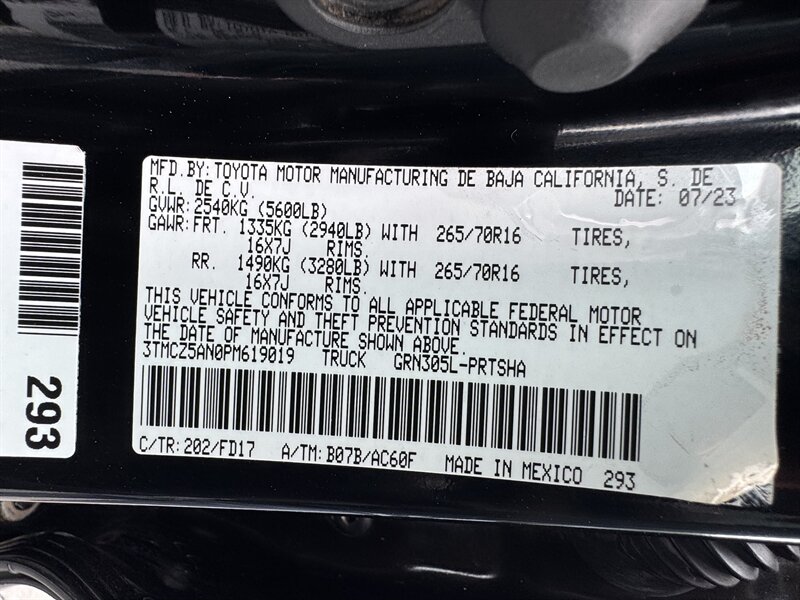 MFD.BY:TOYOTA MOTOR MANUFACTURING DE BAJA CALIFORNIA, S. DE
R.L. DE C.V.
DATE: 07/23
GVWR:2540KG (5600LB)
GAWR:FRT. 1335KG (2940LB) WITH 265/70R16 TIRES,
16X7J RIMS.
RR. 1490KG (3280LB) WITH 265/70R16 TIRES,
16X7J RIMS.
THIS VEHICLE CONFORMS TO ALL APPLICABLE FEDERAL MOTOR
VEHICLE SAFETY AND THEFT PREVENTION STANDARDS IN EFFECT ON
THE DATE OF MANUFACTURE SHOWN ABOVE.
3TMCZ5AN0PM619019 TRUCK GRN305L-PRTSHA
C/TR:202/FD17 A/TM:B07B/AC60F MADE IN MEXICO 293
293